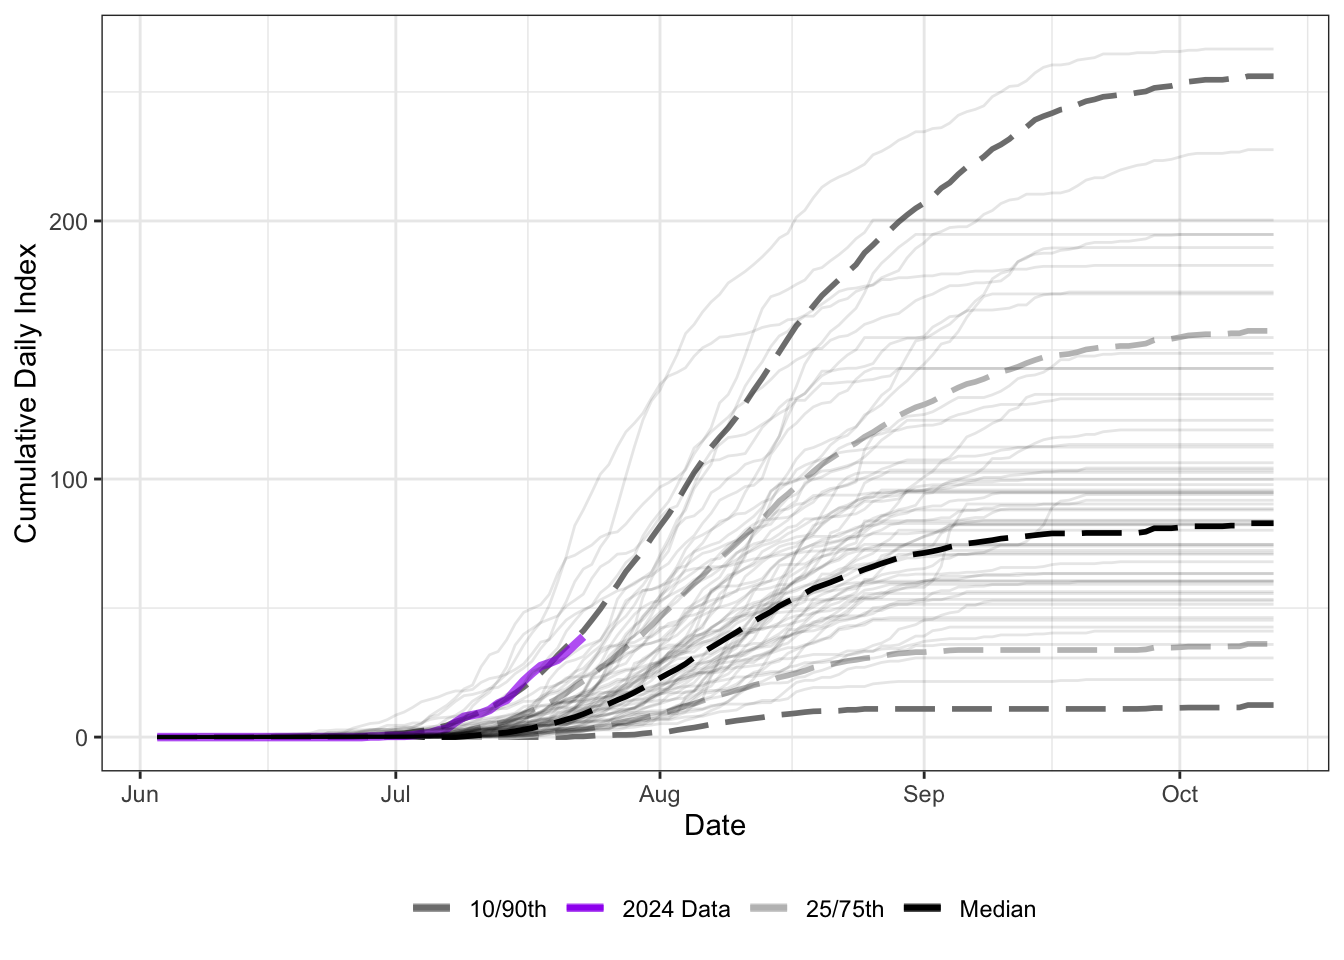 Cumulative Daily Index
200
100
0
Jun Jul Aug Sep Oct
Date
10/90th 2024 Data 25/75th Median